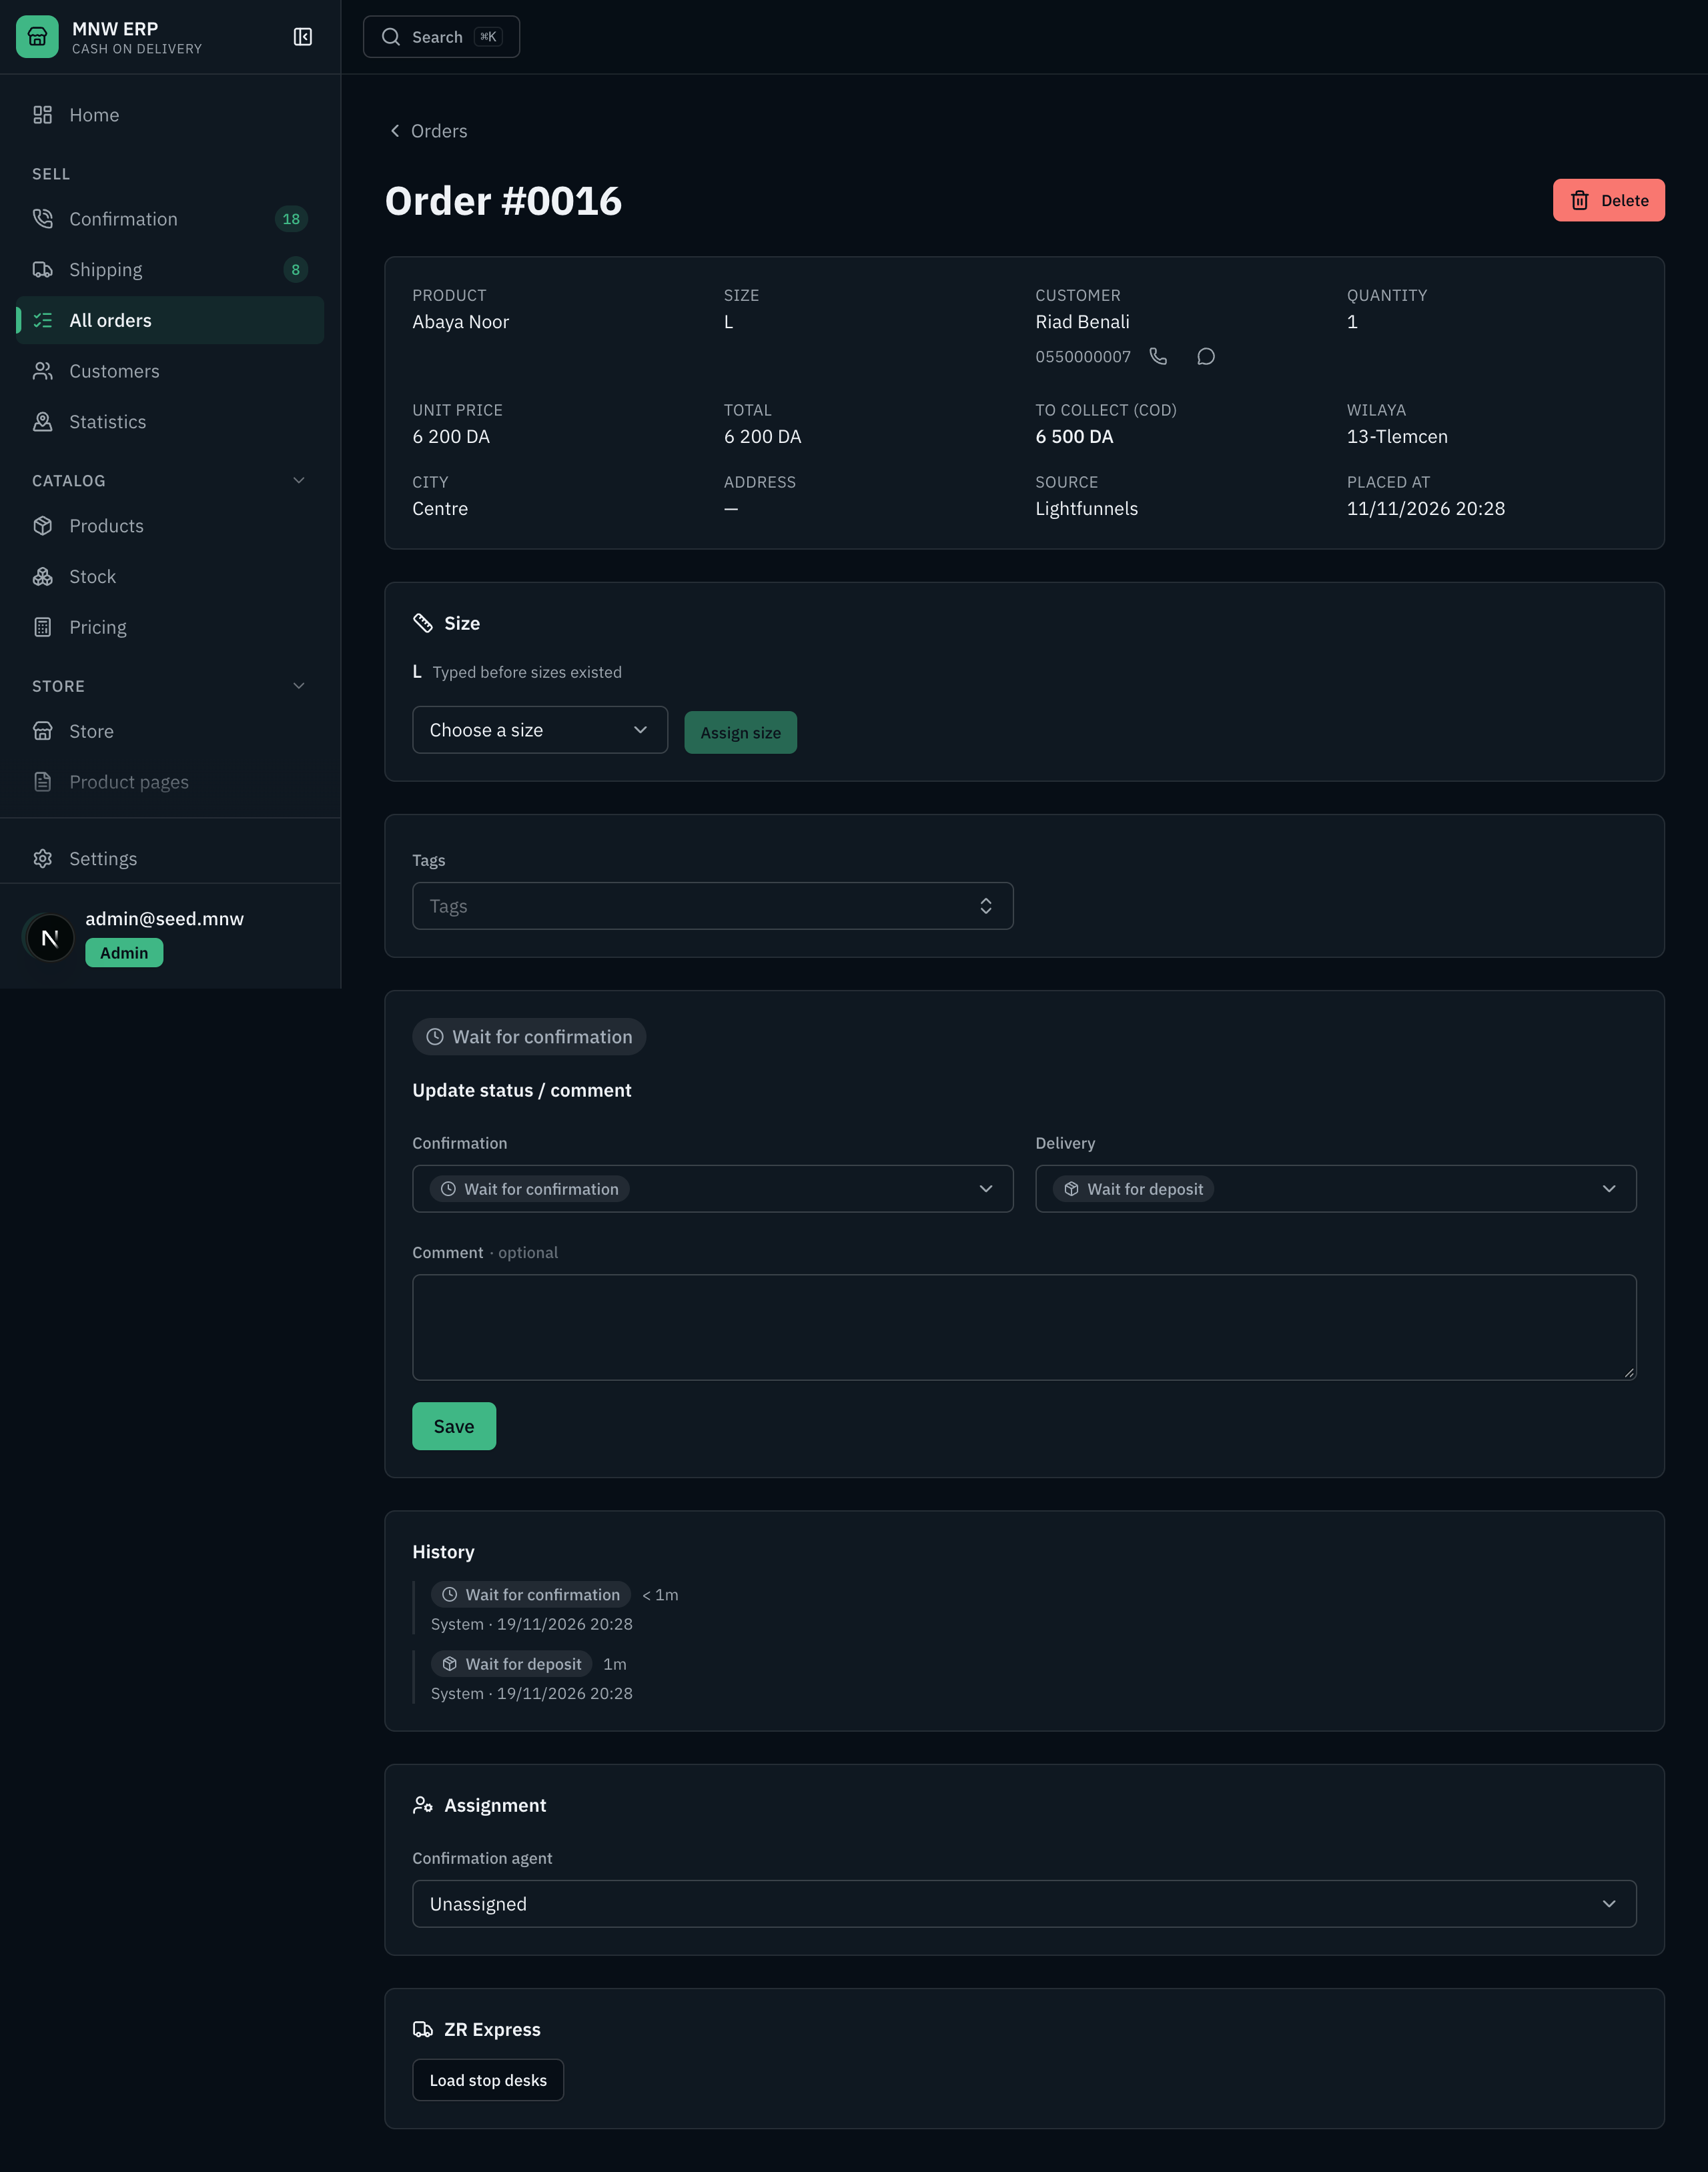 MNW ERP
CASH ON DELIVERY
Search ⌘K
Home
SELL
Confirmation 18
Shipping 8
All orders
Customers
Statistics
CATALOG
Products
Stock
Pricing
STORE
Store
Product pages
Settings
admin@seed.mnw
N
Admin
Orders
Order #0016
Delete
PRODUCT SIZE CUSTOMER QUANTITY
Abaya Noor L Riad Benali 1
0550000007
UNIT PRICE TOTAL TO COLLECT (COD) WILAYA
6 200 DA 6 200 DA 6 500 DA 13-Tlemcen
CITY ADDRESS SOURCE PLACED AT
Centre — Lightfunnels 11/11/2026 20:28
Size
L Typed before sizes existed
Choose a size Assign size
Tags
Tags
Wait for confirmation
Update status / comment
Confirmation Delivery
Wait for confirmation Wait for deposit
Comment · optional
Save
History
Wait for confirmation < 1m
System · 19/11/2026 20:28
Wait for deposit 1m
System · 19/11/2026 20:28
Assignment
Confirmation agent
Unassigned
ZR Express
Load stop desks